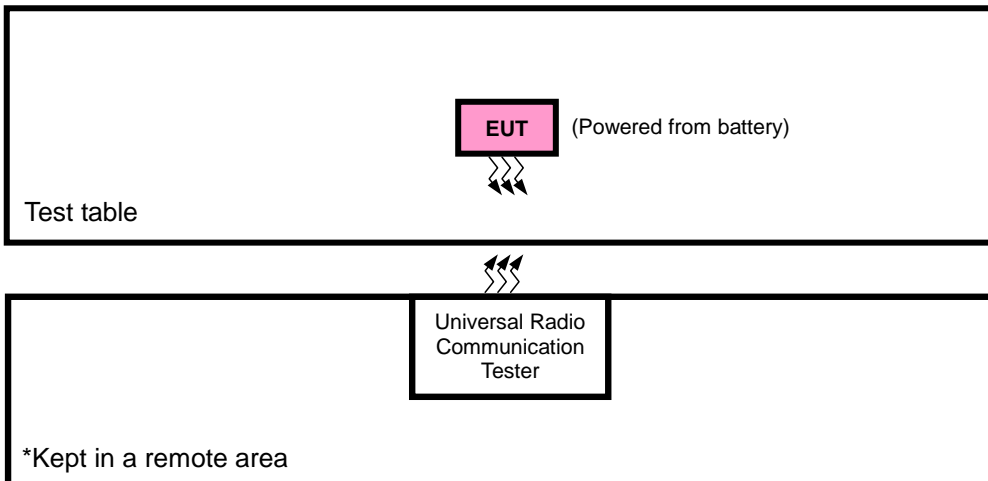 EUT
(Powered from battery)
Test table
Universal Radio
Communication
Tester
*Kept in a remote area